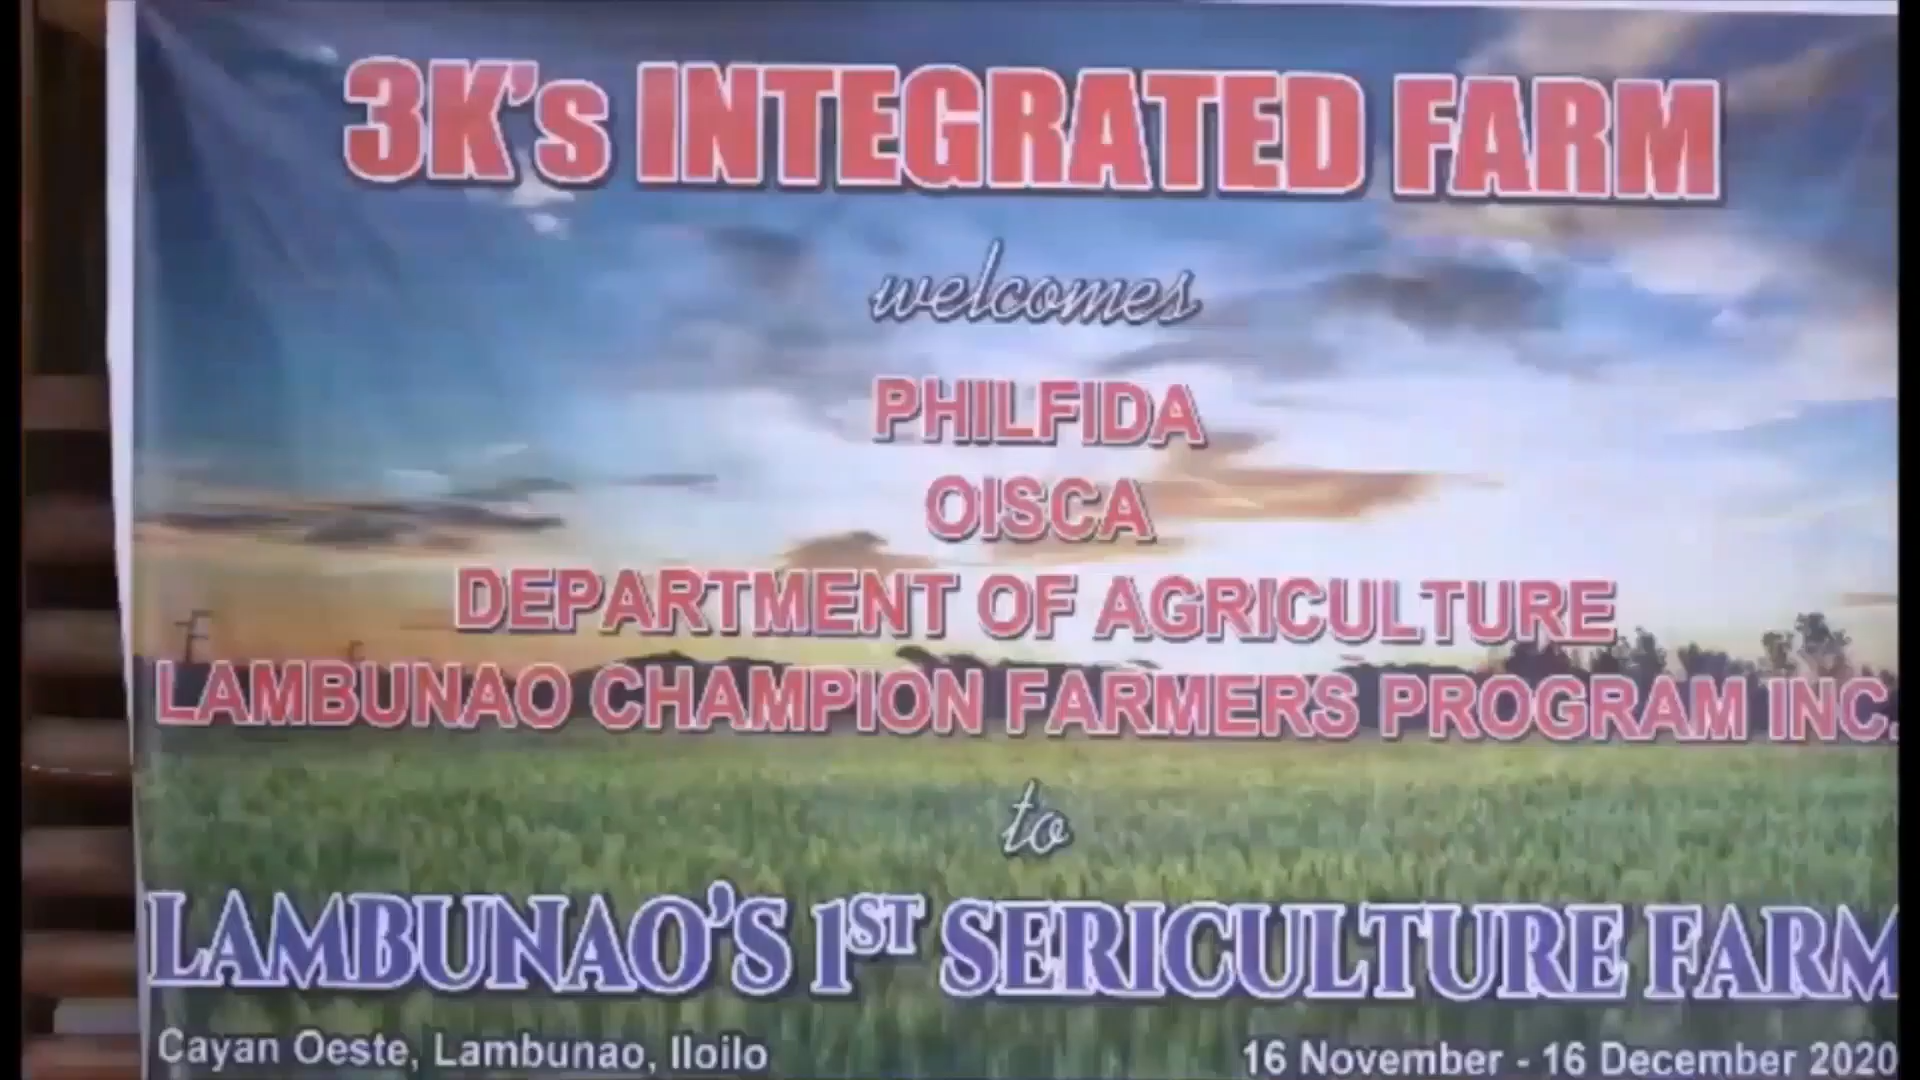 3K's INTEGRATED FARM
welcomes
PHILFIDA
OISCA
DEPARTMENT OF AGRICULTURE
LAMBUNAO CHAMPION FARMERS PROGRAM INC.
to
LAMBUNAO'S 1ST SERICULTURE FARM
Cayan Oeste, Lambunao, Iloilo
16 November - 16 December 2020